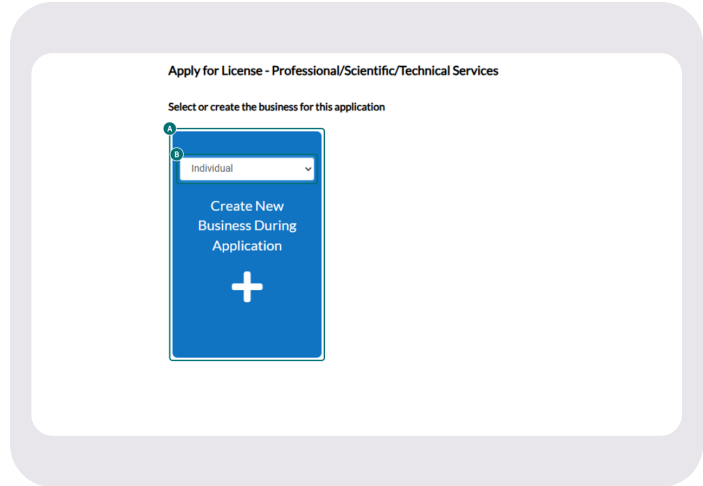 Apply for License - Professional/Scientific/Technical Services
Select or create the business for this application
A
B
Individual
Create New
Business During
Application